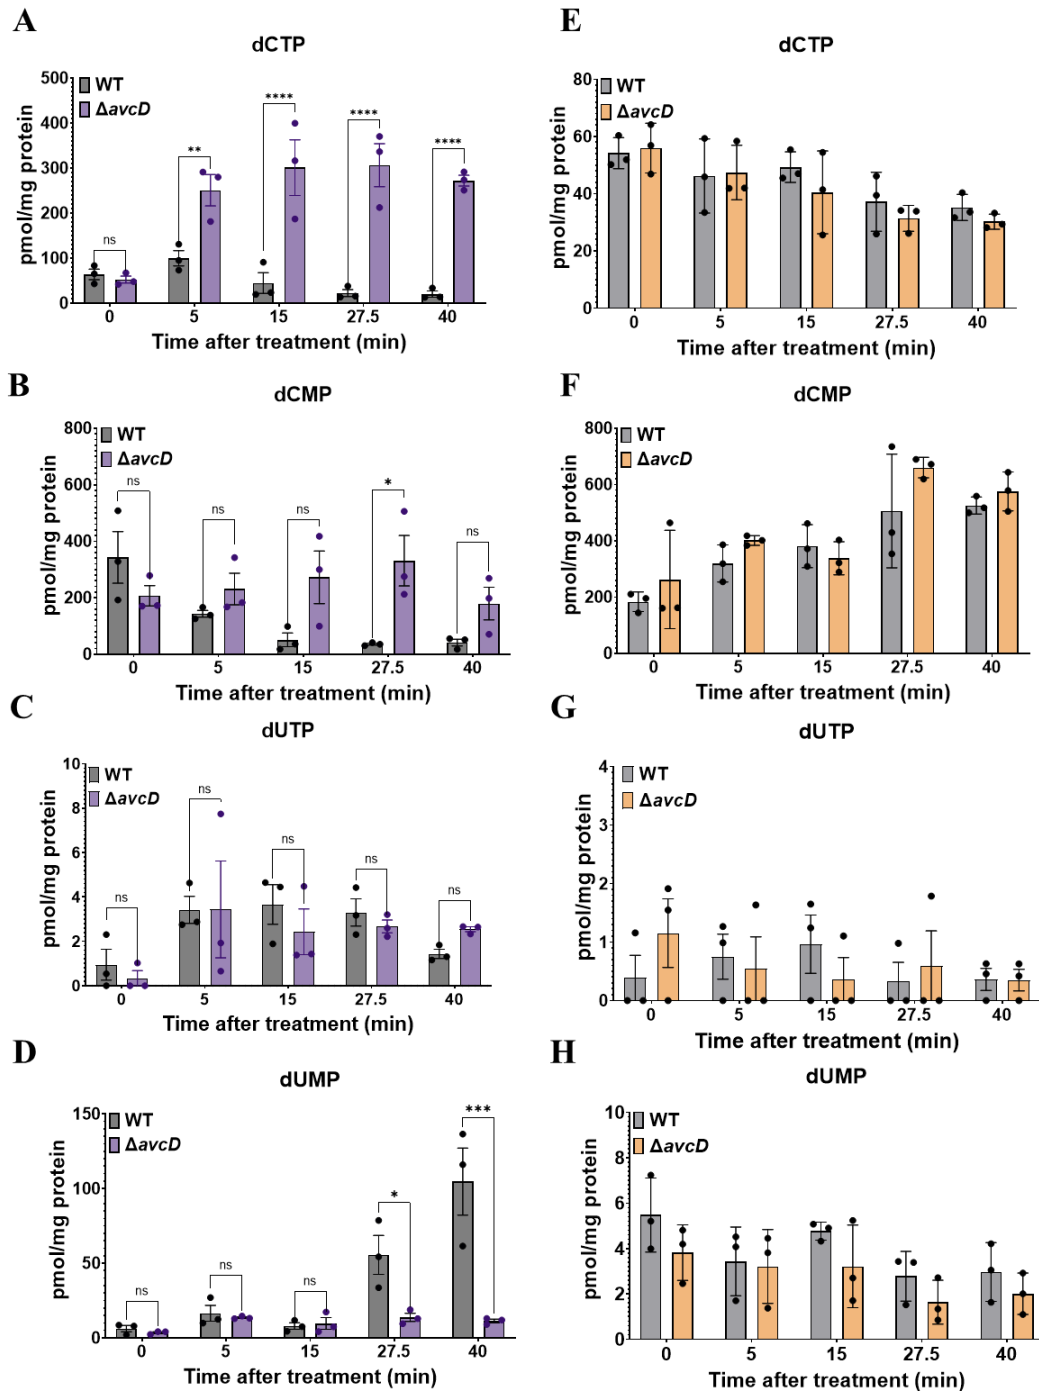 A
dCTP
WT
ΔavcD
pmol/mg protein
500
400
300
200
100
0
ns
**
****
****
****
0 5 15 27.5 40
Time after treatment (min)
B
dCMP
WT
ΔavcD
pmol/mg protein
800
600
400
200
0
ns
ns
ns
*
ns
0 5 15 27.5 40
Time after treatment (min)
C
dUTP
WT
ΔavcD
pmol/mg protein
10
8
6
4
2
0
ns
ns
ns
ns
ns
0 5 15 27.5 40
Time after treatment (min)
D
dUMP
WT
ΔavcD
pmol/mg protein
150
100
50
0
ns
ns
ns
*
***
0 5 15 27.5 40
Time after treatment (min)
E
dCTP
WT
ΔavcD
pmol/mg protein
80
60
40
20
0
0 5 15 27.5 40
Time after treatment (min)
F
dCMP
WT
ΔavcD
pmol/mg protein
800
600
400
200
0
0 5 15 27.5 40
Time after treatment (min)
G
dUTP
WT
ΔavcD
pmol/mg protein
4
3
2
1
0
0 5 15 27.5 40
Time after treatment (min)
H
dUMP
WT
ΔavcD
pmol/mg protein
10
8
6
4
2
0
0 5 15 27.5 40
Time after treatment (min)